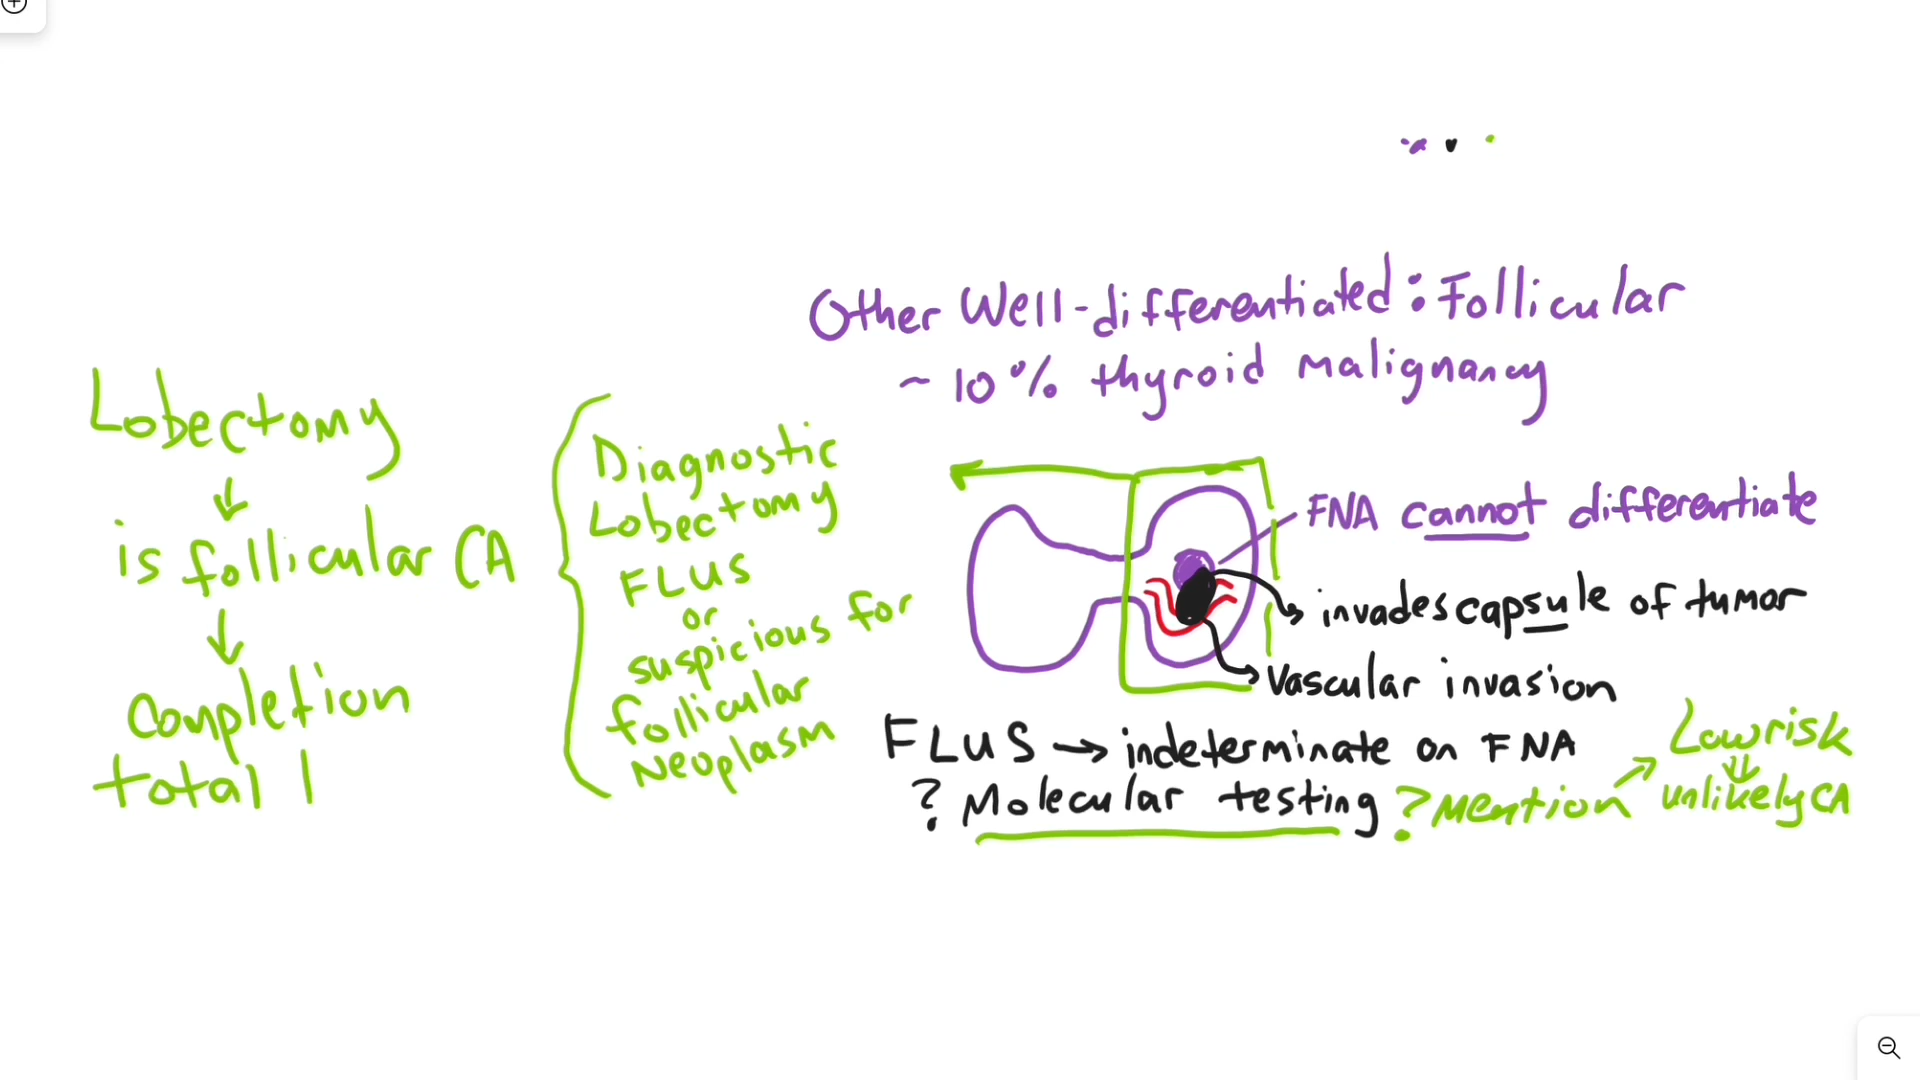 Other Well-differentiated: Follicular
~ 10% thyroid malignancy
Lobectomy
is follicular CA
Completion
total
Diagnostic
Lobectomy
FLUS
or
suspicious for
follicular
Neoplasm
FNA cannot differentiate
invades capsule of tumor
Vascular invasion
FLUS → indeterminate on FNA
? Molecular testing ? Mention
Low risk
unlikely CA